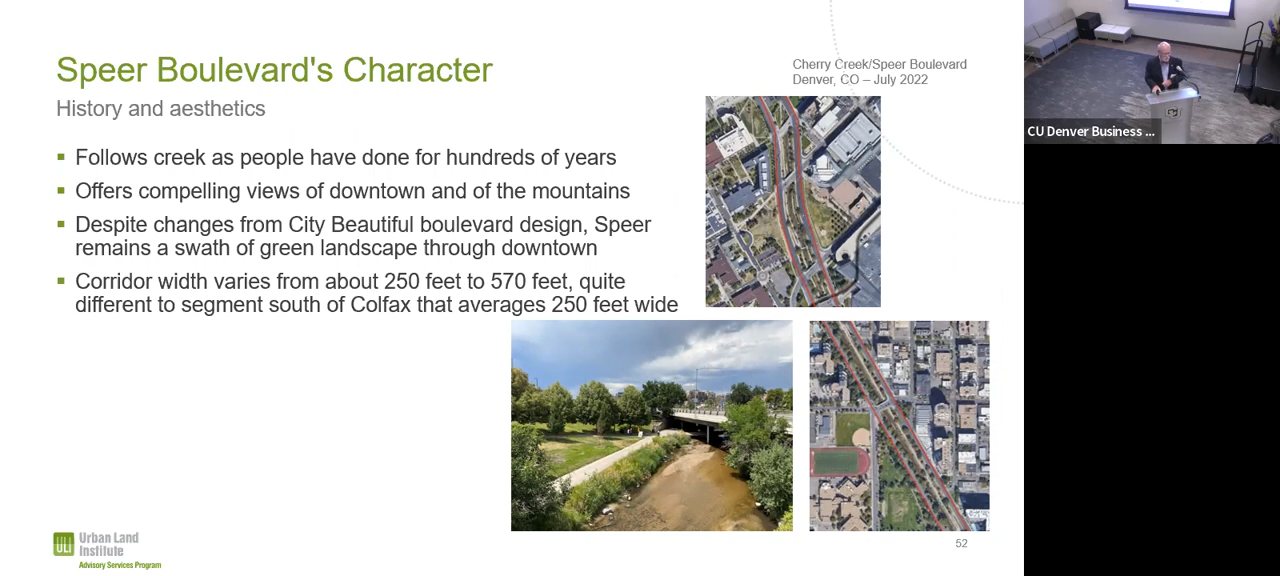 Speer Boulevard's Character
History and aesthetics
Cherry Creek/Speer Boulevard
Denver, CO – July 2022
▪ Follows creek as people have done for hundreds of years
▪ Offers compelling views of downtown and of the mountains
▪ Despite changes from City Beautiful boulevard design, Speer
remains a swath of green landscape through downtown
▪ Corridor width varies from about 250 feet to 570 feet, quite
different to segment south of Colfax that averages 250 feet wide
ULI
Urban Land
Institute
Advisory Services Program
52
CU Denver Business ...